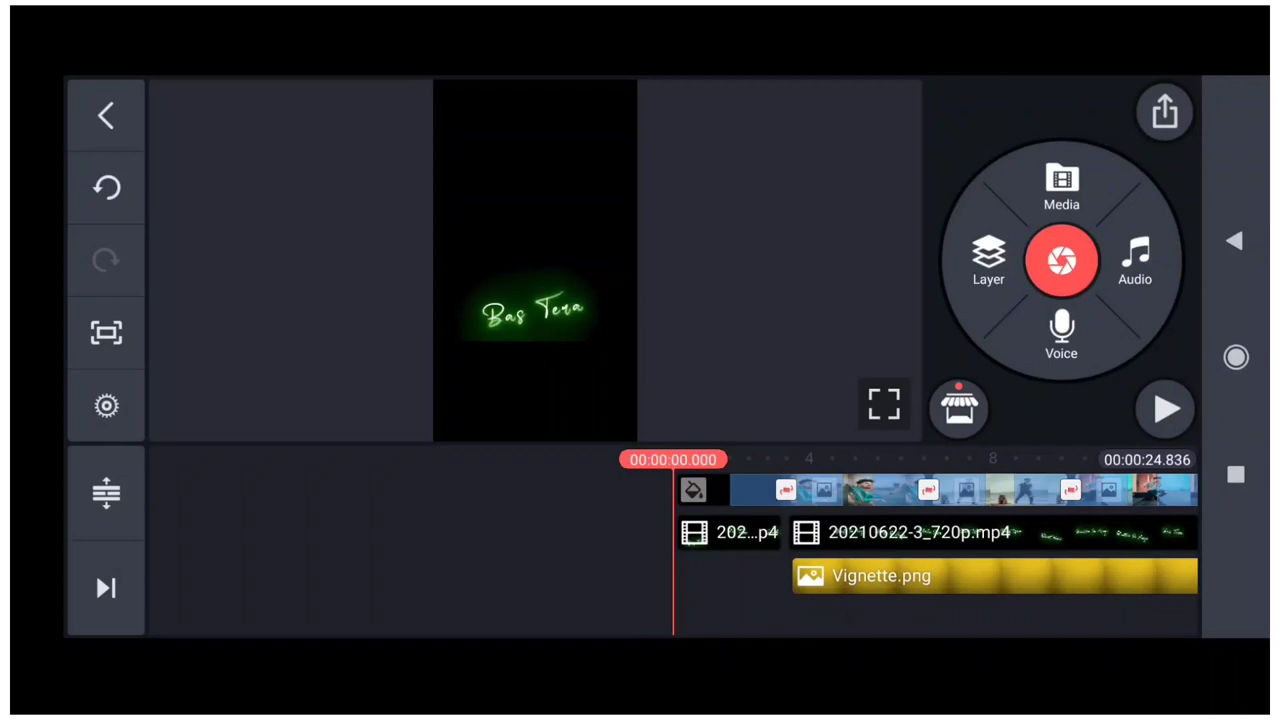 Media
Layer
Audio
Voice
Bas Tera
00:00:00.000
4
8
00:00:24.836
202...p4
20210622-3_720p.mp4
Vignette.png